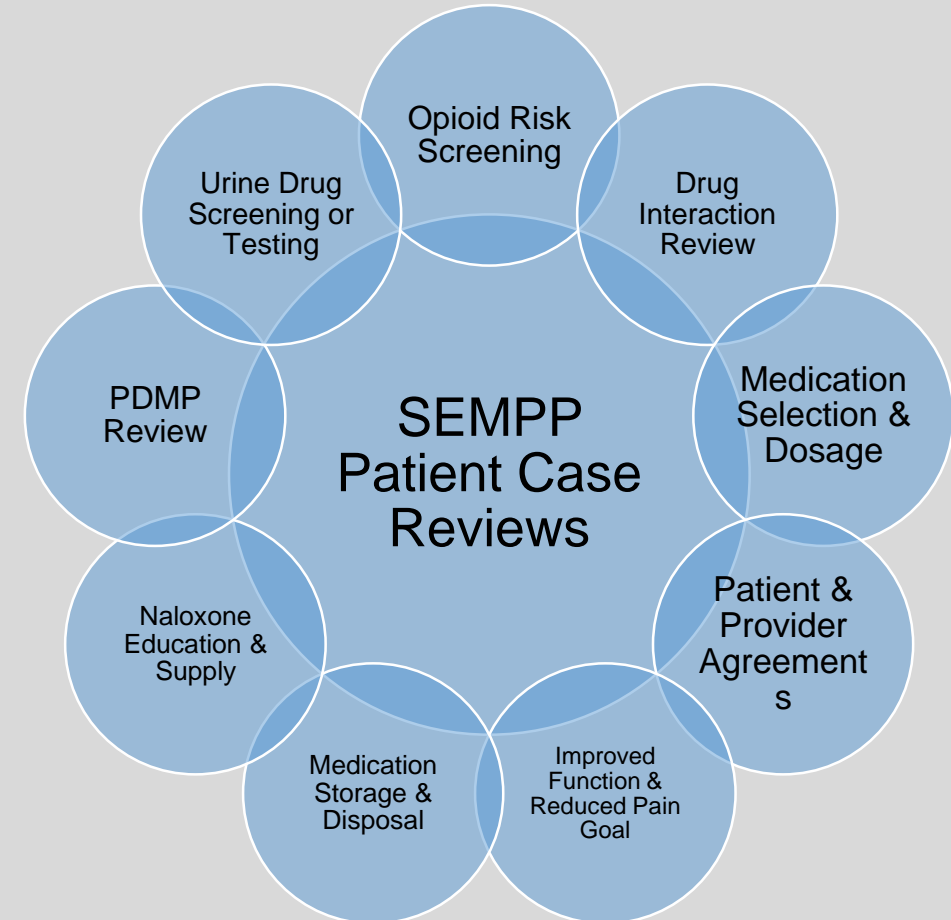 Opioid Risk
Screening
Drug
Interaction
Review
Medication
Selection &
Dosage
Patient &
Provider
Agreement
s
Improved
Function &
Reduced Pain
Goal
Medication
Storage &
Disposal
Naloxone
Education &
Supply
PDMP
Review
Urine Drug
Screening or
Testing
SEMPP
Patient Case
Reviews